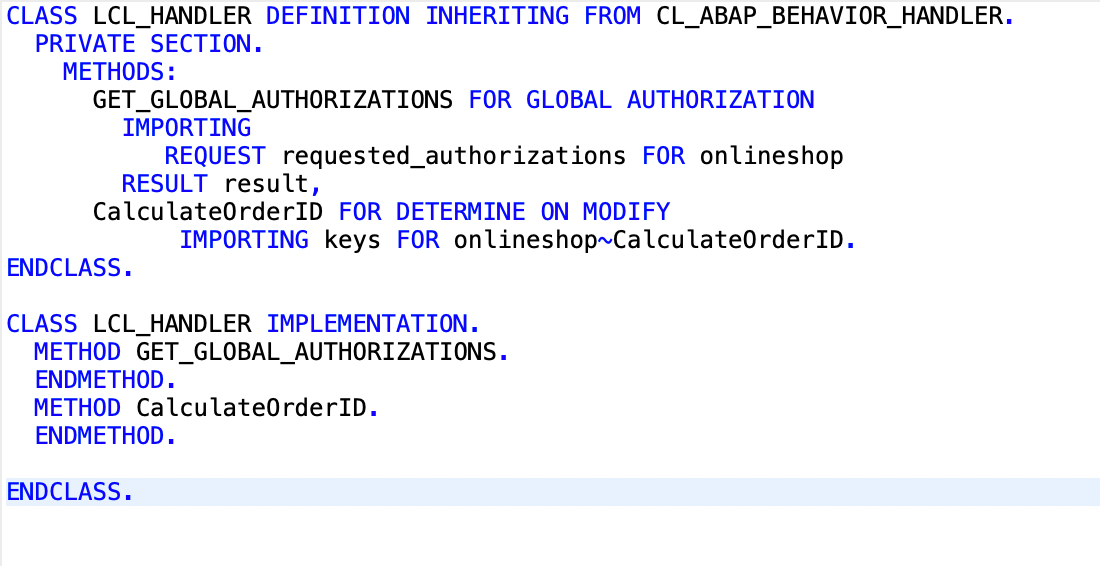 CLASS LCL_HANDLER DEFINITION INHERITING FROM CL_ABAP_BEHAVIOR_HANDLER.
  PRIVATE SECTION.
    METHODS:
      GET_GLOBAL_AUTHORIZATIONS FOR GLOBAL AUTHORIZATION
        IMPORTING
           REQUEST requested_authorizations FOR onlineshop
        RESULT result,
      CalculateOrderID FOR DETERMINE ON MODIFY
            IMPORTING keys FOR onlineshop~CalculateOrderID.
ENDCLASS.

CLASS LCL_HANDLER IMPLEMENTATION.
  METHOD GET_GLOBAL_AUTHORIZATIONS.
  ENDMETHOD.
  METHOD CalculateOrderID.
  ENDMETHOD.

ENDCLASS.